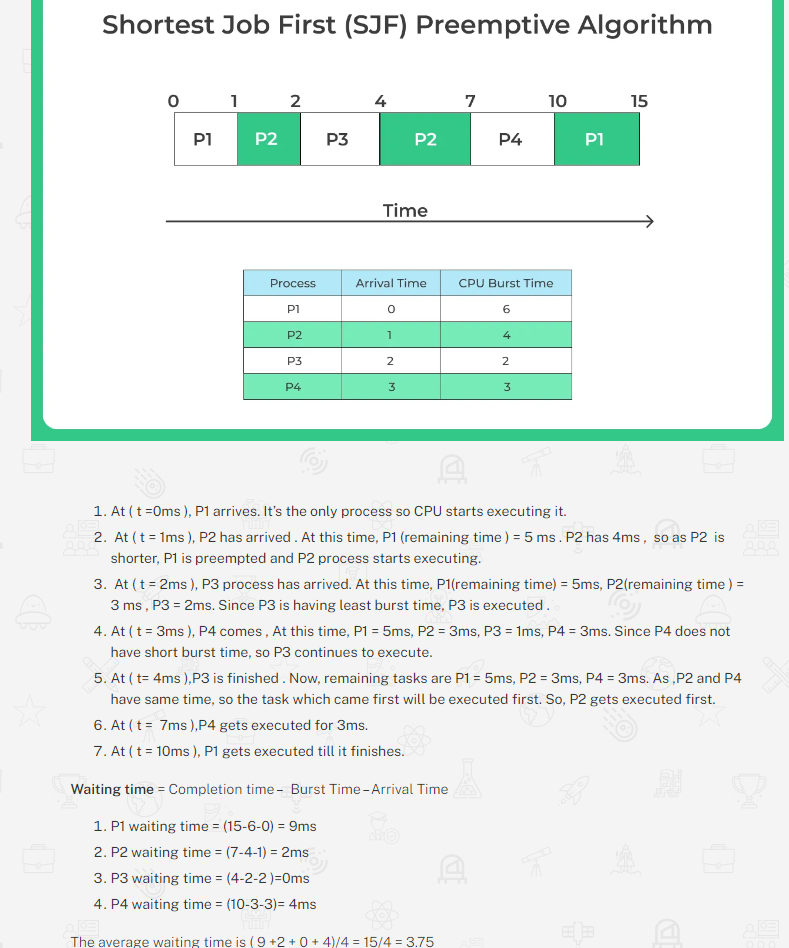 Shortest Job First (SJF) Preemptive Algorithm
0 1 2 4 7 10 15
P1 P2 P3 P2 P4 P1
Time
Process Arrival Time CPU Burst Time
P1 0 6
P2 1 4
P3 2 2
P4 3 3
1. At ( t =0ms ), P1 arrives. It’s the only process so CPU starts executing it.
2. At ( t = 1ms ), P2 has arrived . At this time, P1 (remaining time ) = 5 ms . P2 has 4ms , so as P2 is
shorter, P1 is preempted and P2 process starts executing.
3. At ( t = 2ms ), P3 process has arrived. At this time, P1(remaining time) = 5ms, P2(remaining time ) =
3 ms , P3 = 2ms. Since P3 is having least burst time, P3 is executed .
4. At ( t = 3ms ), P4 comes , At this time, P1 = 5ms, P2 = 3ms, P3 = 1ms, P4 = 3ms. Since P4 does not
have short burst time, so P3 continues to execute.
5. At ( t= 4ms ),P3 is finished . Now, remaining tasks are P1 = 5ms, P2 = 3ms, P4 = 3ms. As ,P2 and P4
have same time, so the task which came first will be executed first. So, P2 gets executed first.
6. At ( t = 7ms ),P4 gets executed for 3ms.
7. At ( t = 10ms ), P1 gets executed till it finishes.
Waiting time = Completion time – Burst Time – Arrival Time
1. P1 waiting time = (15-6-0) = 9ms
2. P2 waiting time = (7-4-1) = 2ms
3. P3 waiting time = (4-2-2 )=0ms
4. P4 waiting time = (10-3-3)= 4ms
The average waiting time is ( 9 +2 + 0 + 4)/4 = 15/4 = 3.75